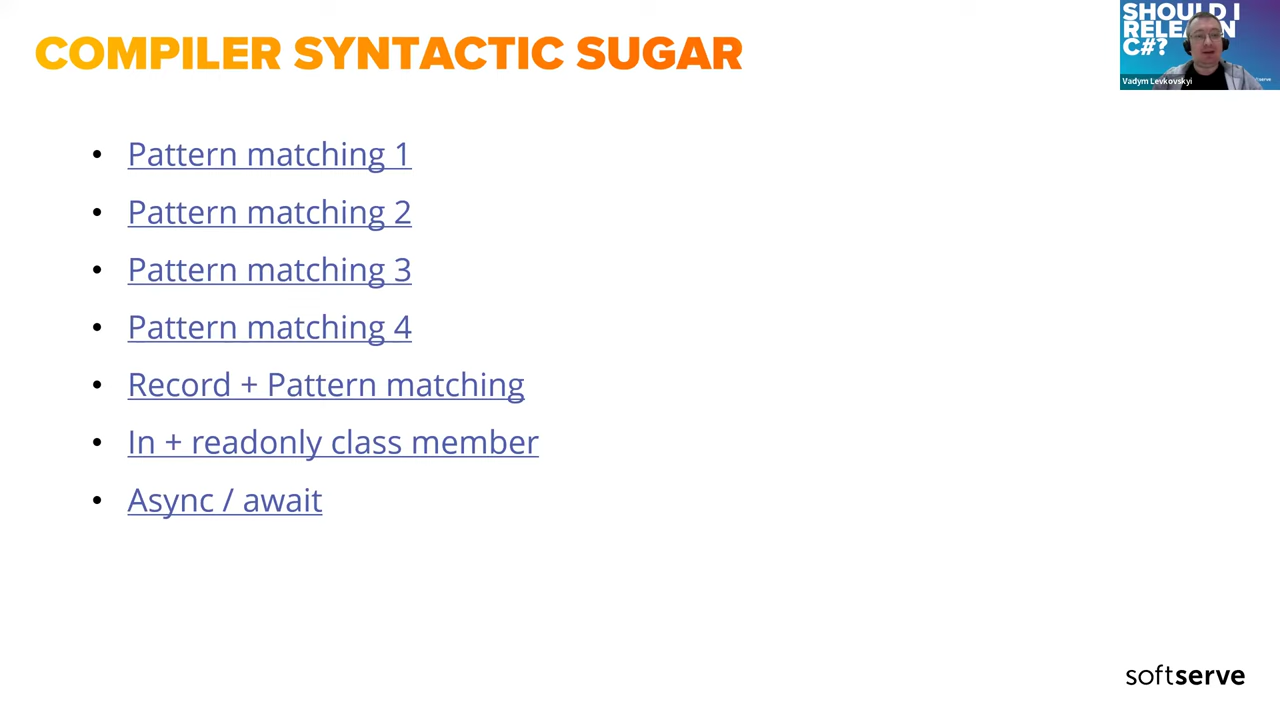 COMPILER SYNTACTIC SUGAR
SHOULD I
RELEARN
C#?
Vadym Levkovskyi
Pattern matching 1
Pattern matching 2
Pattern matching 3
Pattern matching 4
Record + Pattern matching
In + readonly class member
Async / await
softserve